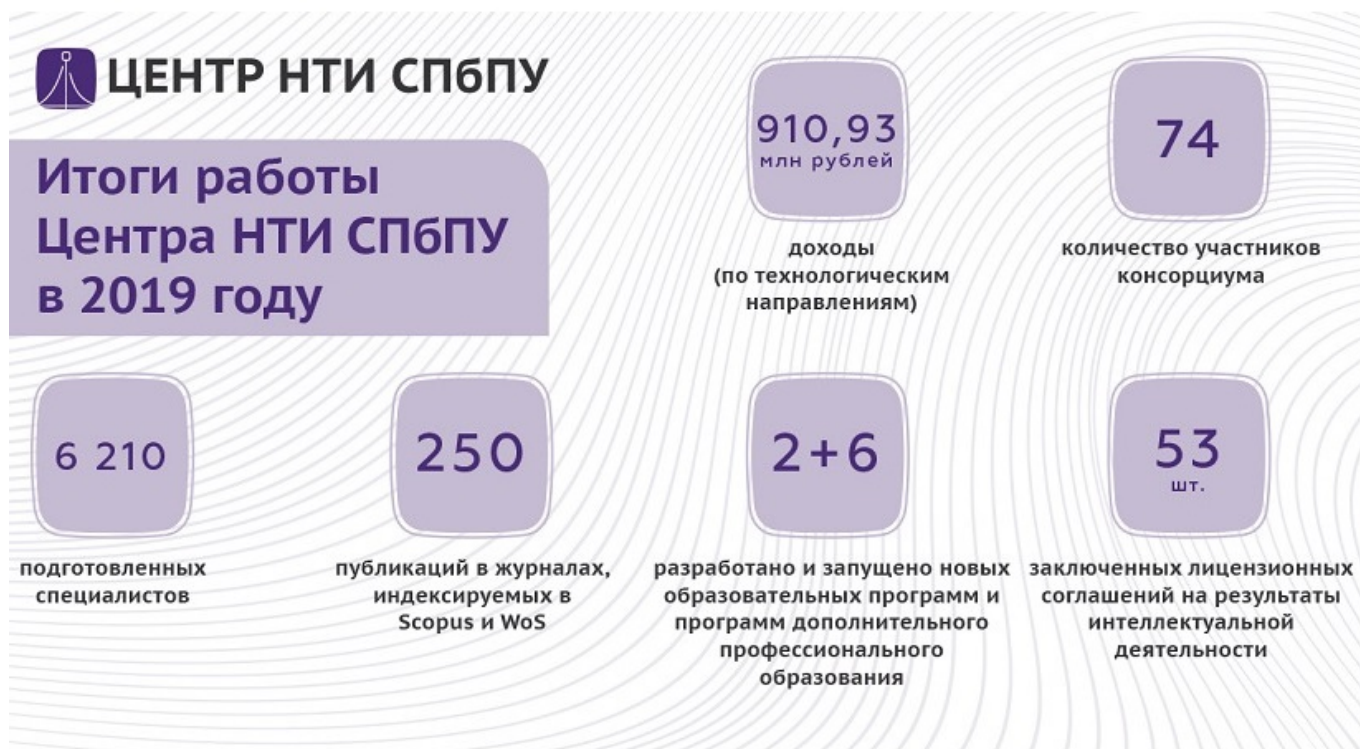 ЦЕНТР НТИ СПбПУ
Итоги работы
Центра НТИ СПбПУ
в 2019 году
910,93
млн рублей
доходы
(по технологическим
направлениям)
74
количество участников
консорциума
6 210
подготовленных
специалистов
250
публикаций в журналах,
индексируемых в
Scopus и WoS
2+6
разработано и запущено новых
образовательных программ и
программ дополнительного
профессионального
образования
53
шт.
заключенных лицензионных
соглашений на результаты
интеллектуальной
деятельности